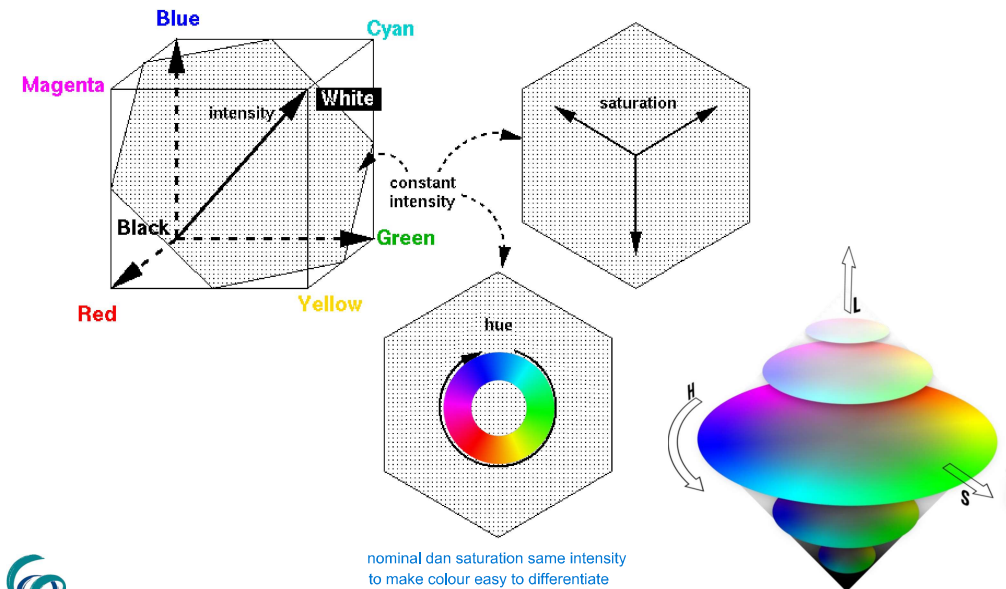 Blue
Cyan
Magenta
White
intensity
saturation
constant
intensity
Black
Green
Red
Yellow
hue
L
H
S
nominal dan saturation same intensity
to make colour easy to differentiate